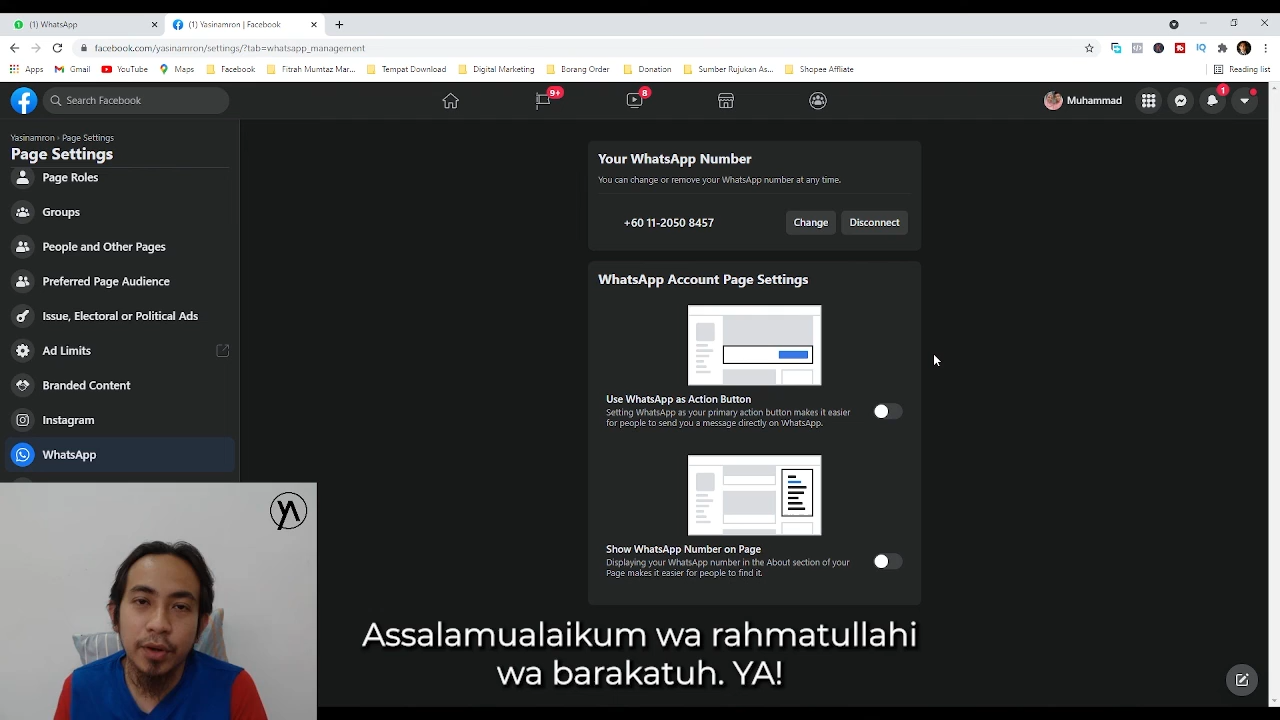 (1) WhatsApp
(1) Yasinamron | Facebook
facebook.com/yasinamron/settings/?tab=whatsapp_management
Apps
Gmail
YouTube
Maps
Facebook
Fitrah Mumtaz Mar...
Tempat Download
Digital Marketing
Borang Order
Donation
Sumber Rujukan As...
Shopee Affliate
Reading list
Search Facebook
9+
8
Muhammad
1
Yasinamron › Page Settings
Page Settings
Page Roles
Groups
People and Other Pages
Preferred Page Audience
Issue, Electoral or Political Ads
Ad Limits
Branded Content
Instagram
WhatsApp
Your WhatsApp Number
You can change or remove your WhatsApp number at any time.
+60 11-2050 8457
Change
Disconnect
WhatsApp Account Page Settings
Use WhatsApp as Action Button
Setting WhatsApp as your primary action button makes it easier
for people to send you a message directly on WhatsApp.
Show WhatsApp Number on Page
Displaying your WhatsApp number in the About section of your
Page makes it easier for people to find it.
YA
Assalamualaikum wa rahmatullahi
wa barakatuh. YA!